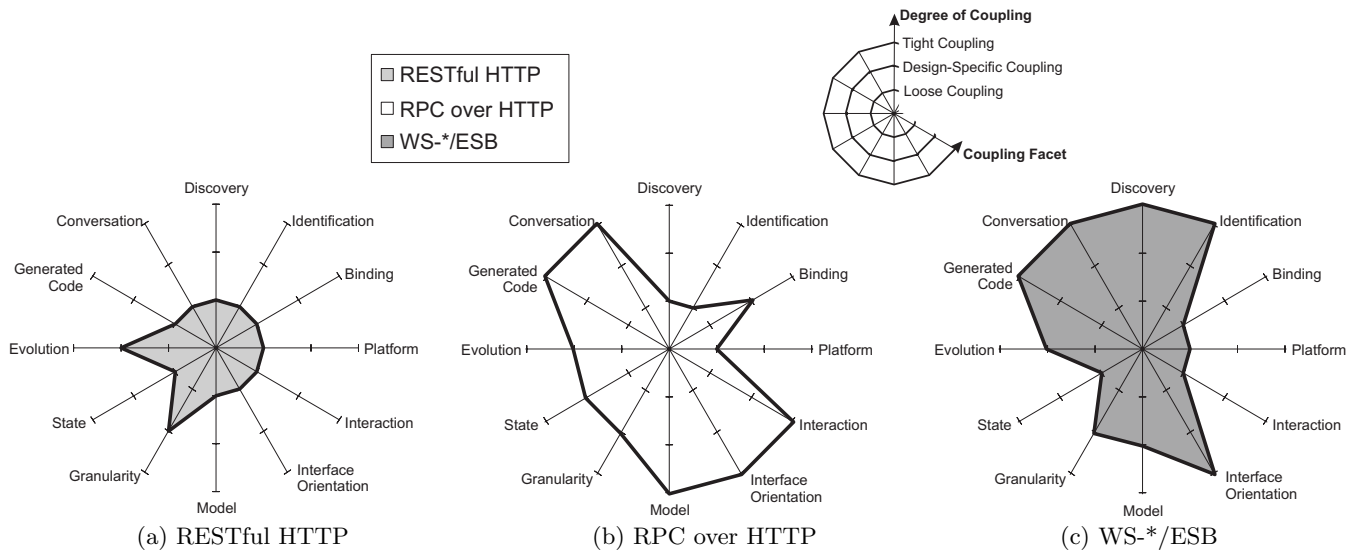 Degree of Coupling
Tight Coupling
Design-Specific Coupling
Loose Coupling
Coupling Facet
RESTful HTTP
RPC over HTTP
WS-*/ESB
Discovery
Conversation
Identification
Generated
Code
Binding
Evolution
Platform
State
Interaction
Granularity
Interface
Orientation
Model
(a) RESTful HTTP
Discovery
Conversation
Identification
Generated
Code
Binding
Evolution
Platform
State
Interaction
Granularity
Interface
Orientation
Model
(b) RPC over HTTP
Discovery
Conversation
Identification
Generated
Code
Binding
Evolution
Platform
State
Interaction
Granularity
Interface
Orientation
Model
(c) WS-*/ESB